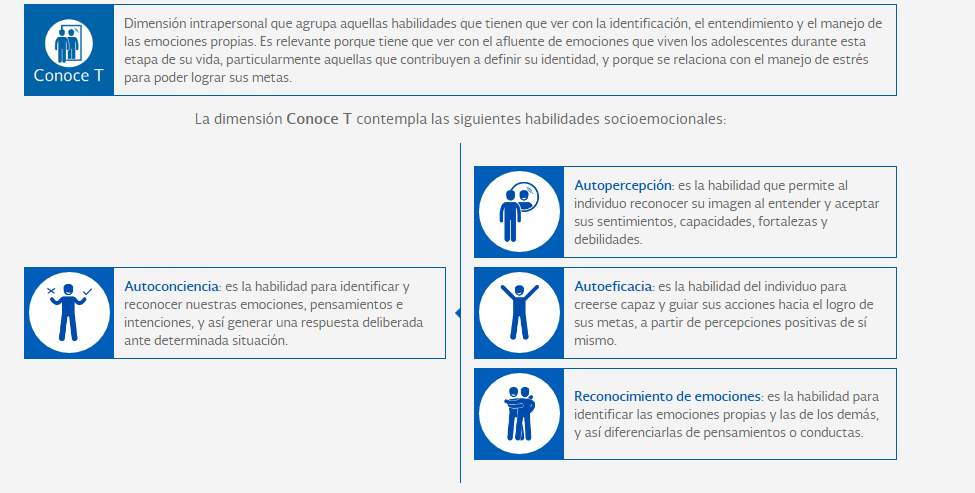 Dimensión intrapersonal que agrupa aquellas habilidades que tienen que ver con la identificación, el entendimiento y el manejo de
las emociones propias. Es relevante porque tiene que ver con el afluente de emociones que viven los adolescentes durante esta
etapa de su vida, particularmente aquellas que contribuyen a definir su identidad, y porque se relaciona con el manejo de estrés
para poder lograr sus metas.
Conoce T
La dimensión Conoce T contempla las siguientes habilidades socioemocionales:
Autoconciencia: es la habilidad para identificar y
reconocer nuestras emociones, pensamientos e
intenciones, y así generar una respuesta deliberada
ante determinada situación.
Autopercepción: es la habilidad que permite al
individuo reconocer su imagen al entender y aceptar
sus sentimientos, capacidades, fortalezas y
debilidades.
Autoeficacia: es la habilidad del individuo para
creerse capaz y guiar sus acciones hacia el logro de
sus metas, a partir de percepciones positivas de sí
mismo.
Reconocimiento de emociones: es la habilidad para
identificar las emociones propias y las de los demás,
y así diferenciarlas de pensamientos o conductas.